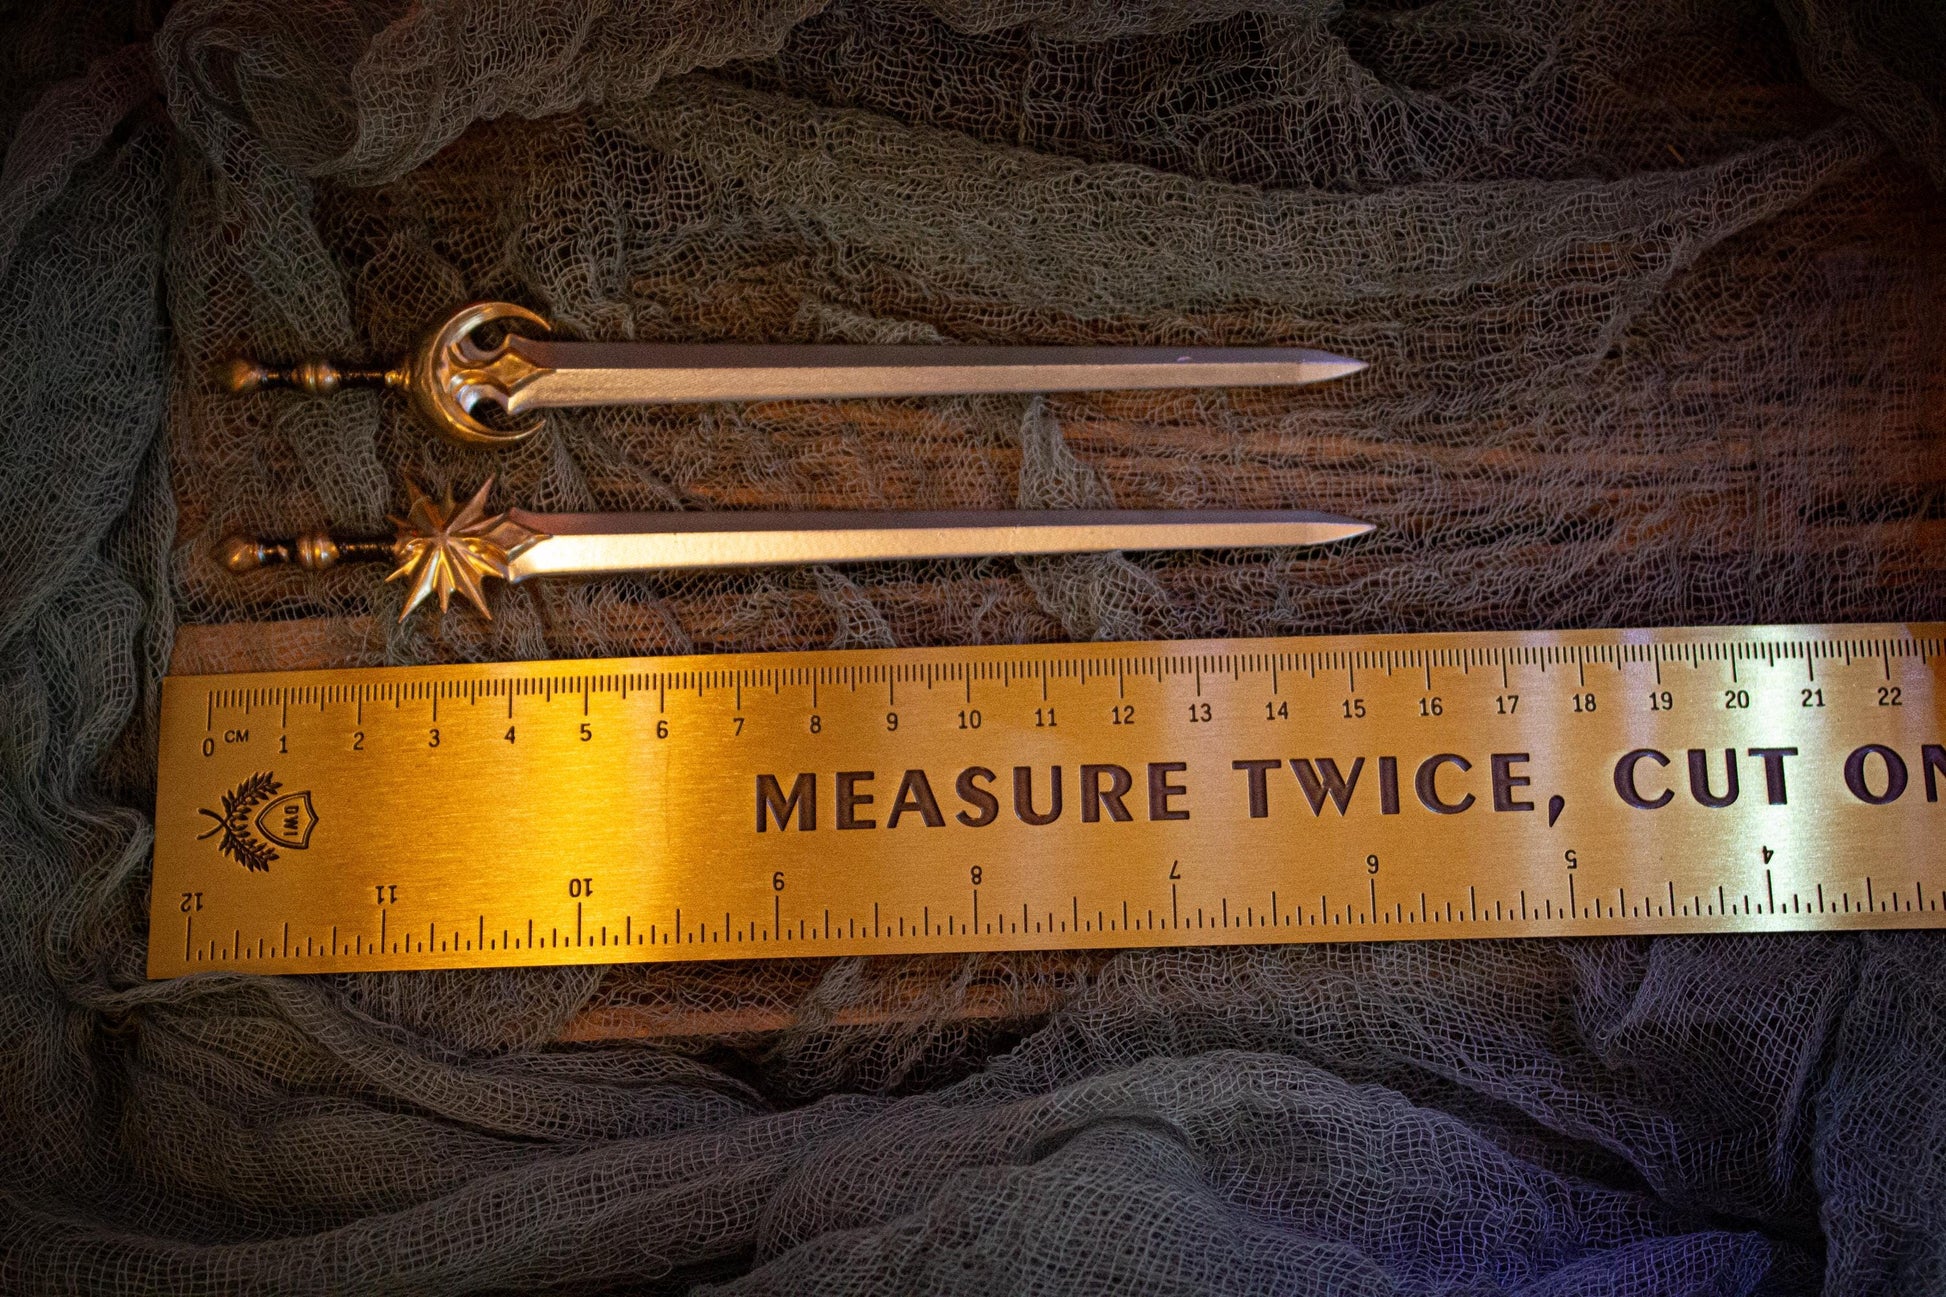 0 CM 1 2 3 4 5 6 7 8 9 10 11 12 13 14 15 16 17 18 19 20 21 22
MEASURE TWICE, CUT ON
DWI
12 11 10 9 8 7 6 5 4